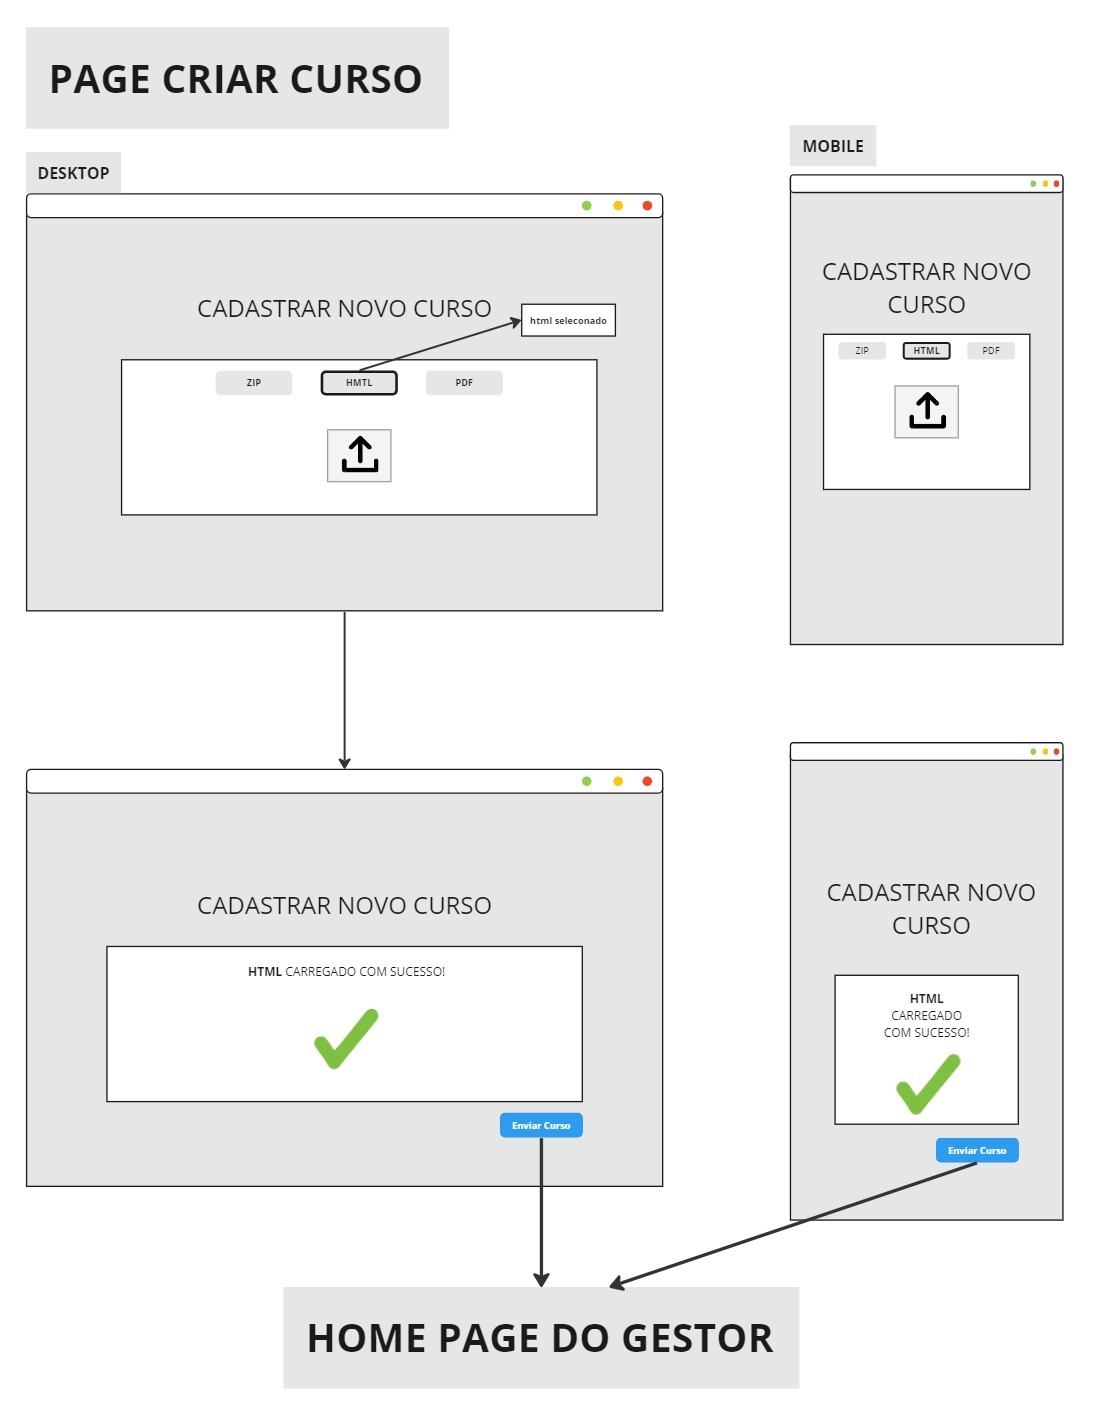 PAGE CRIAR CURSO
DESKTOP
CADASTRAR NOVO CURSO
html seleconado
ZIP
HMTL
PDF
MOBILE
CADASTRAR NOVO
CURSO
ZIP
HTML
PDF
CADASTRAR NOVO CURSO
HTML CARREGADO COM SUCESSO!
Enviar Curso
CADASTRAR NOVO
CURSO
HTML
CARREGADO
COM SUCESSO!
Enviar Curso
HOME PAGE DO GESTOR